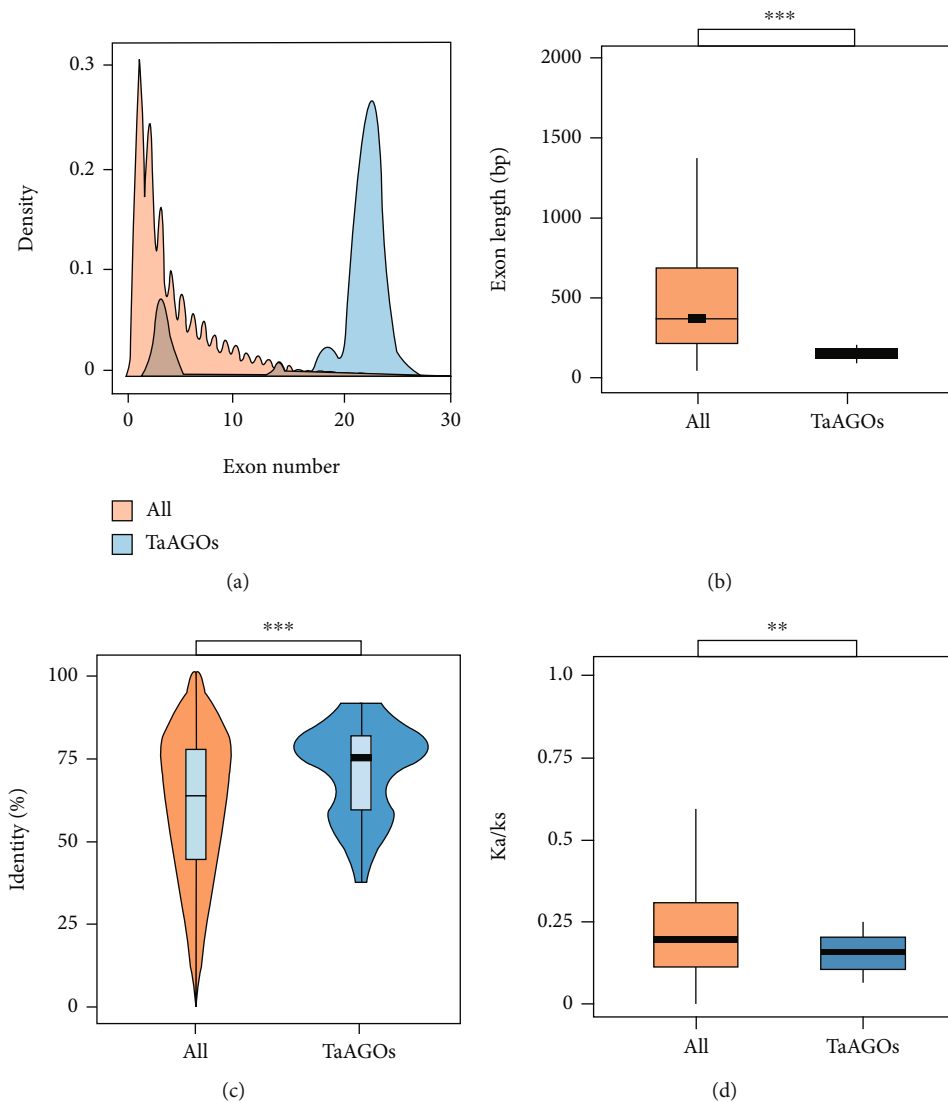 0.3
0.2
0.1
0
Density
0
10
20
30
Exon number
All
TaAGOs
(a)
***
2000
1500
1000
500
0
Exon length (bp)
All
TaAGOs
(b)
***
100
75
50
25
0
Identity (%)
All
TaAGOs
(c)
**
1.0
0.75
0.5
0.25
0
Ka/ks
All
TaAGOs
(d)